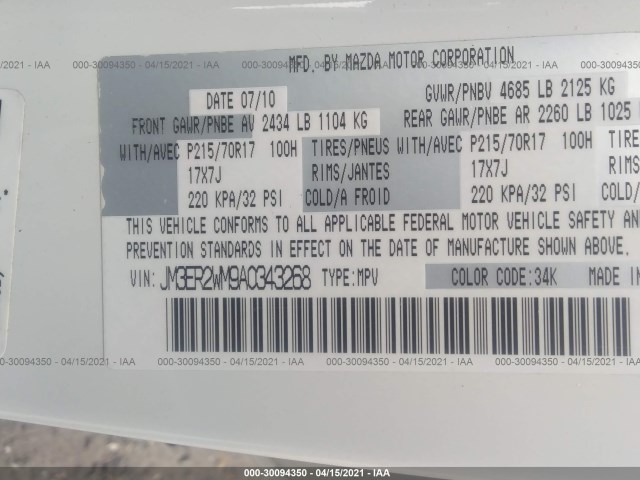 000-30094350 - 04/15/2021 - IAA
MFD. BY MAZDA MOTOR CORPORATION
DATE 07/10
GVWR/PNBV 4685 LB 2125 KG
FRONT GAWR/PNBE AV 2434 LB 1104 KG
REAR GAWR/PNBE AR 2260 LB 1025
WITH/AVEC P215/70R17 100H TIRES/PNEUS WITH/AVEC P215/70R17 100H TIRES
17X7J RIMS/JANTES 17X7J RIMS/
220 KPA/32 PSI COLD/A FROID 220 KPA/32 PSI COLD/
THIS VEHICLE CONFORMS TO ALL APPLICABLE FEDERAL MOTOR VEHICLE SAFETY AND
PREVENTION STANDARDS IN EFFECT ON THE DATE OF MANUFACTURE SHOWN ABOVE.
VIN: JM3ER2WM9A0343268 TYPE:MPV COLOR CODE:34K MADE IN
000-30094350 - 04/15/2021 - IAA
000-30094350 - 04/15/2021 - IAA